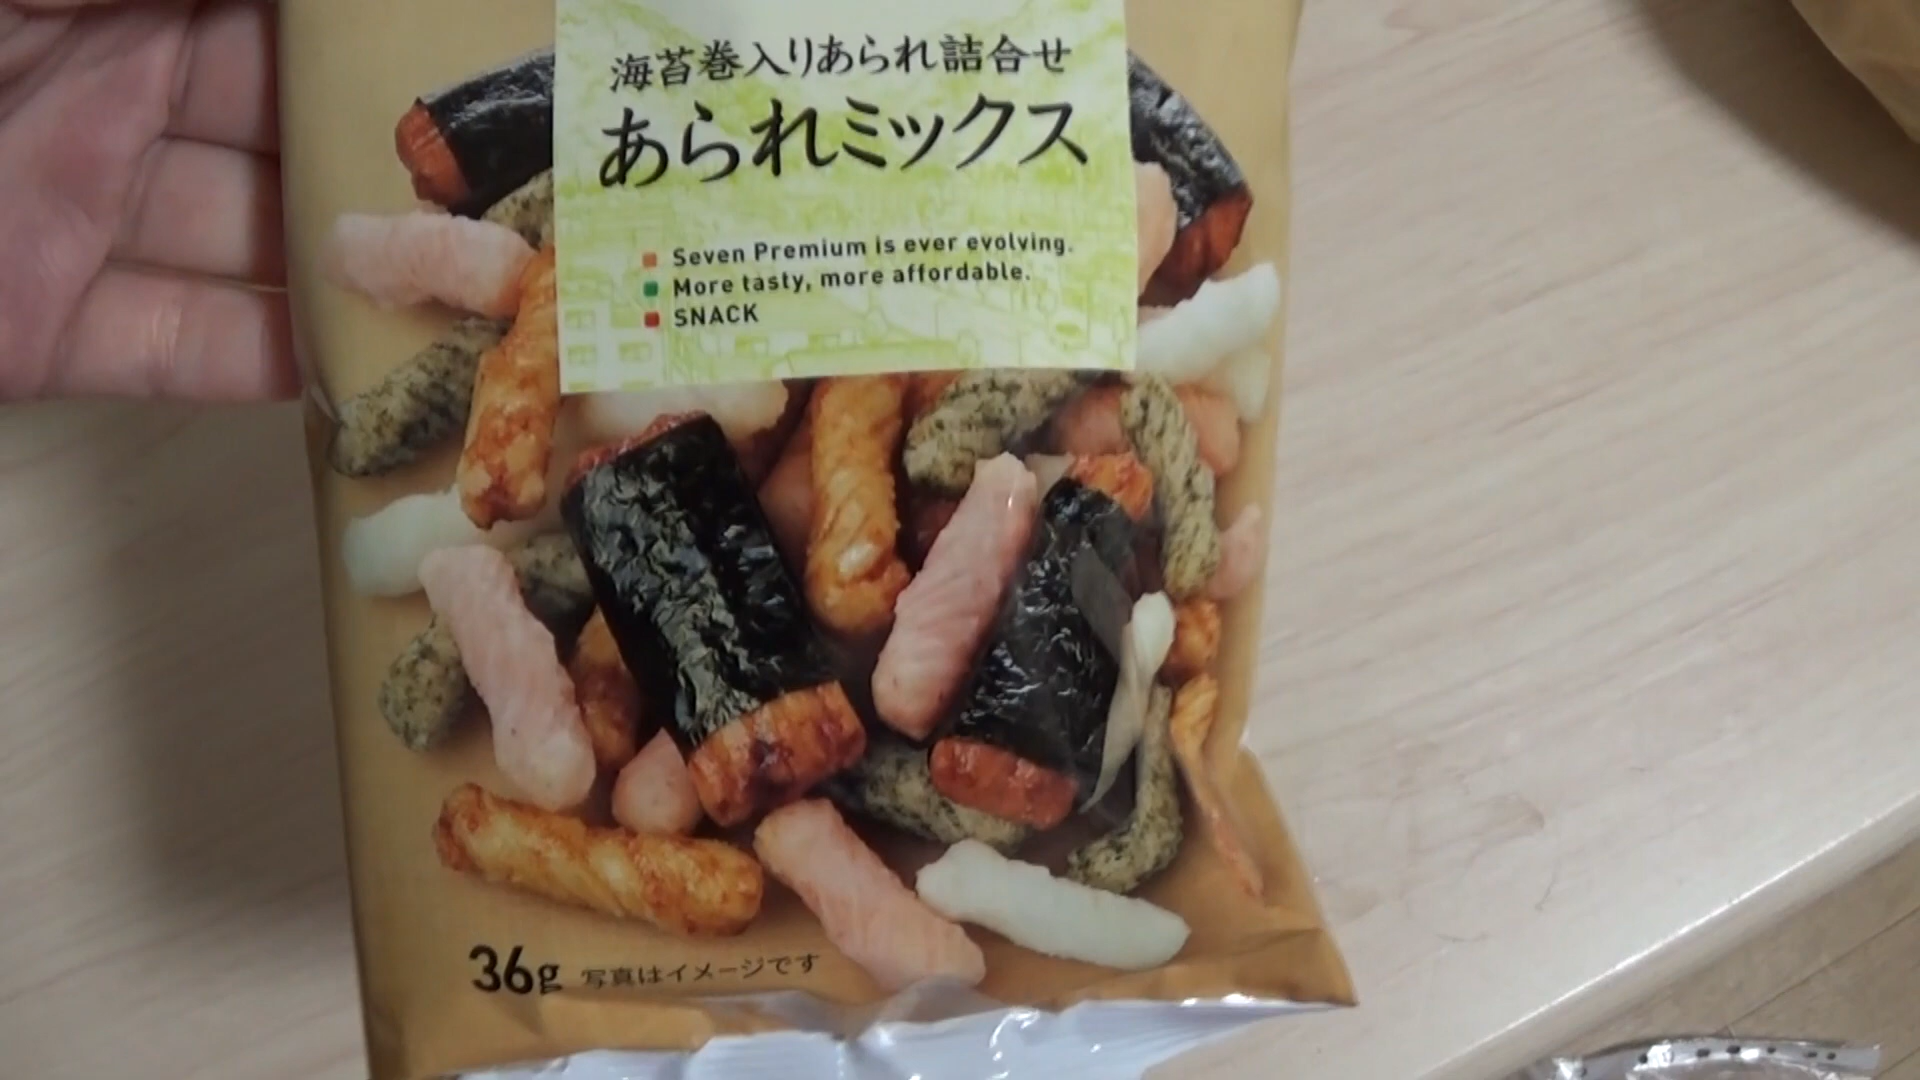 海苔巻入りあられ詰合せ
あられミックス
Seven Premium is ever evolving.
More tasty, more affordable.
SNACK
36g 写真はイメージです